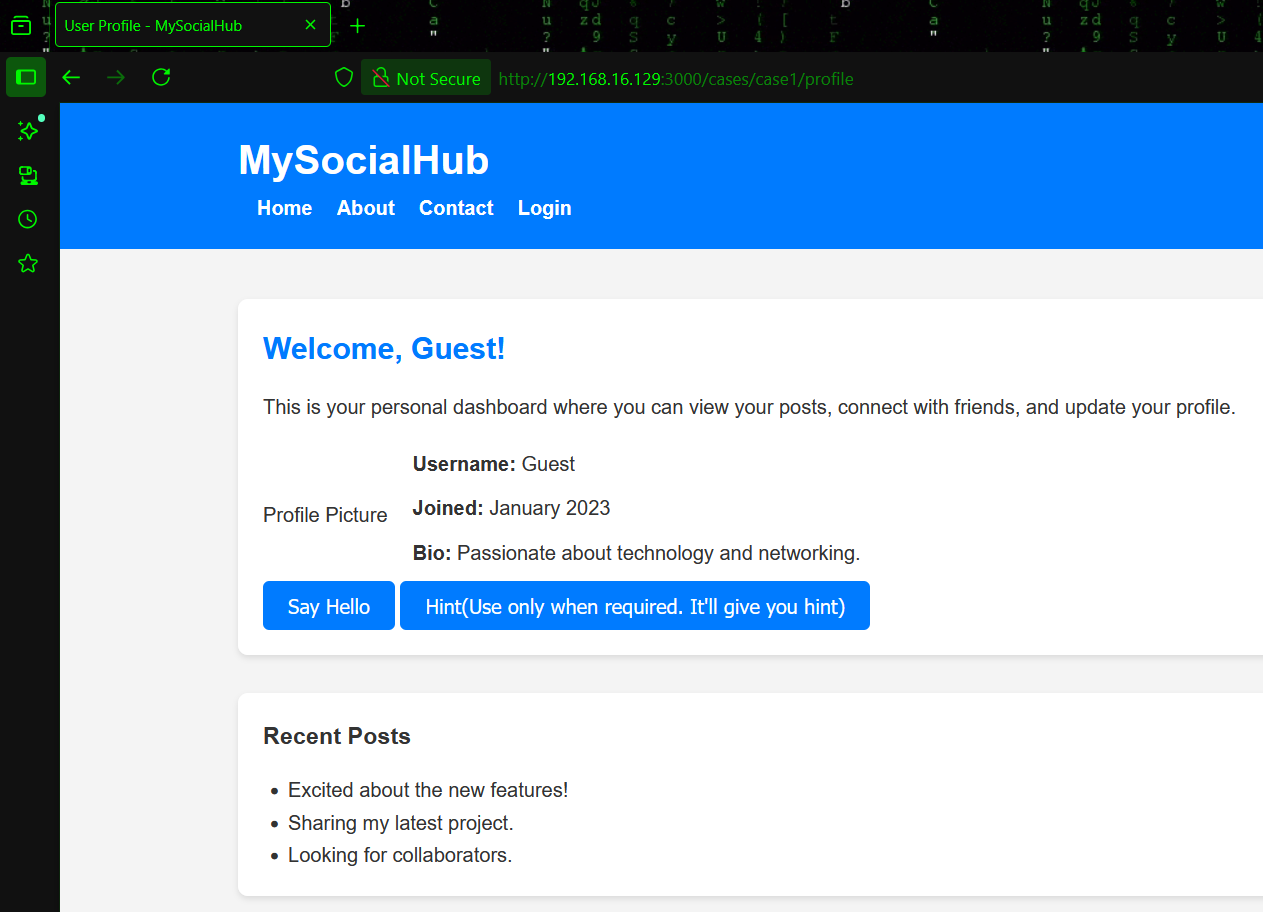 User Profile - MySocialHub
Not Secure http://192.168.16.129:3000/cases/case1/profile
MySocialHub
Home About Contact Login
Welcome, Guest!
This is your personal dashboard where you can view your posts, connect with friends, and update your profile.
Username: Guest
Joined: January 2023
Profile Picture
Bio: Passionate about technology and networking.
Say Hello Hint(Use only when required. It'll give you hint)
Recent Posts
Excited about the new features!
Sharing my latest project.
Looking for collaborators.